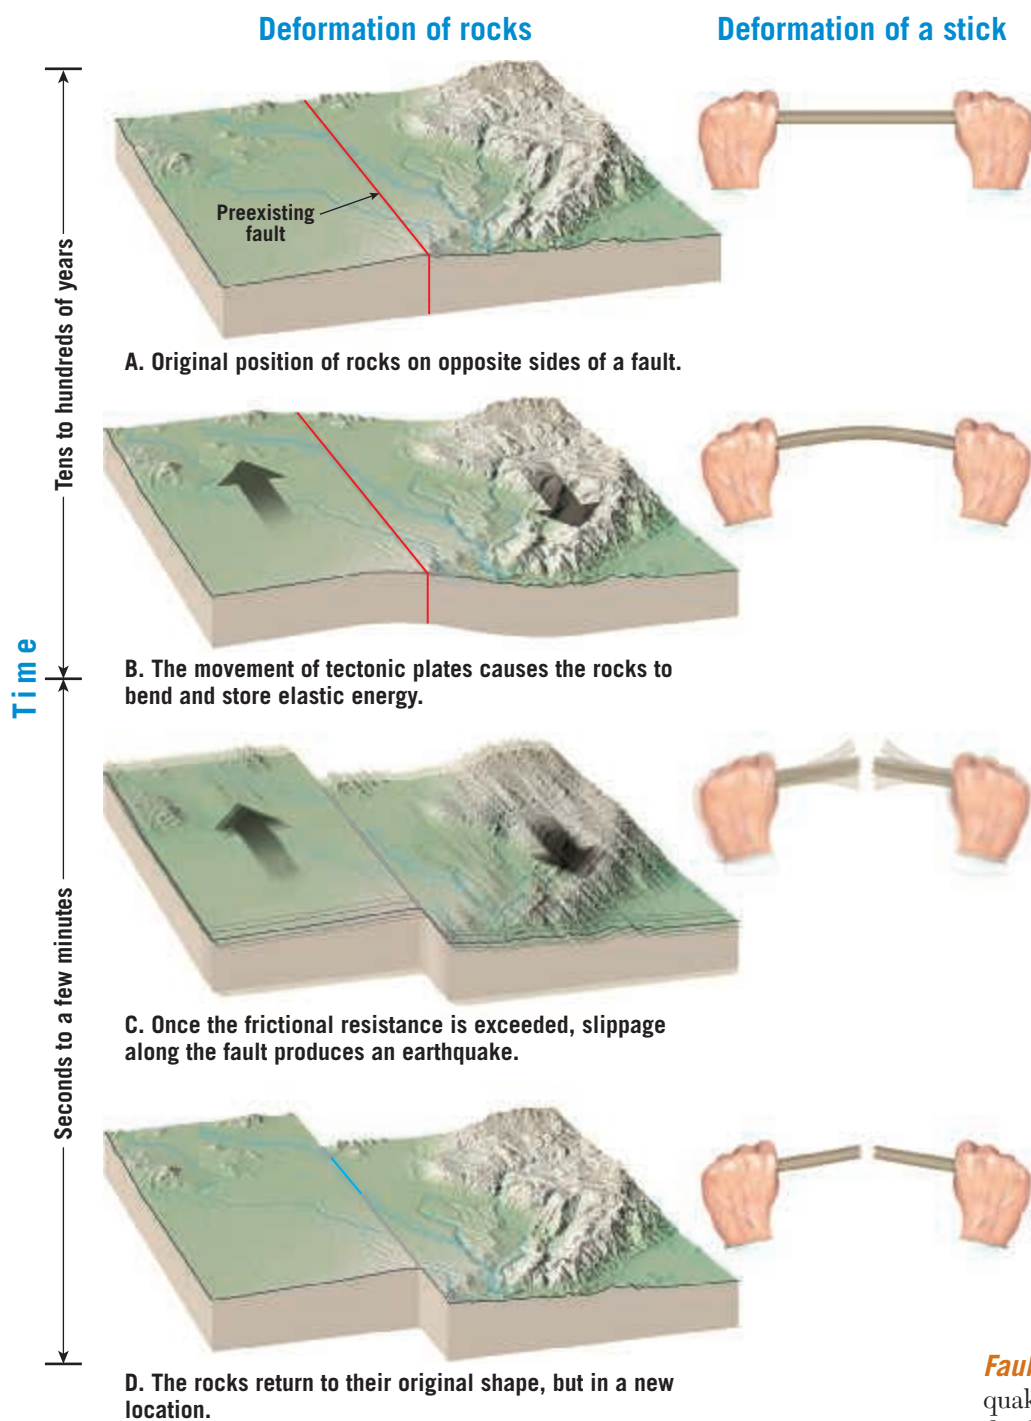 Deformation of rocks
Deformation of a stick
Preexisting
fault
A. Original position of rocks on opposite sides of a fault.
Tens to hundreds of years
B. The movement of tectonic plates causes the rocks to
bend and store elastic energy.
Time
C. Once the frictional resistance is exceeded, slippage
along the fault produces an earthquake.
Seconds to a few minutes
D. The rocks return to their original shape, but in a new
location.
Faul
quak